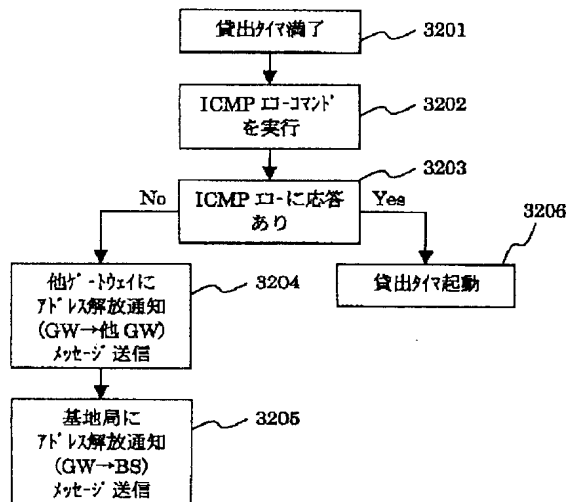 貸出ﾀｲﾏ満了
3201
ICMP ｴｺｰｺﾏﾝﾄﾞ
を実行
3202
ICMP ｴｺｰに応答
あり
3203
No
Yes
他ｹﾞｰﾄｳｪｲに
ｱﾄﾞﾚｽ解放通知
(GW→他GW)
ﾒｯｾｰｼﾞ送信
3204
貸出ﾀｲﾏ起動
3206
基地局に
ｱﾄﾞﾚｽ解放通知
(GW→BS)
ﾒｯｾｰｼﾞ送信
3205